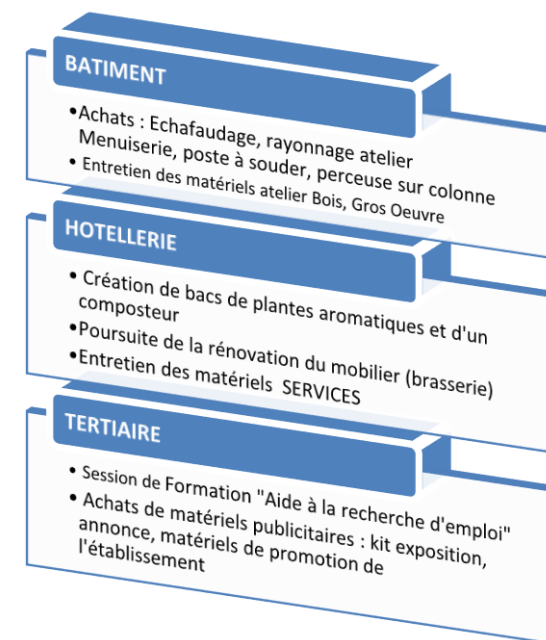 BATIMENT
•Achats : Echafaudage, rayonnage atelier
Menuiserie, poste à souder, perceuse sur colonne
• Entretien des matériels atelier Bois, Gros Oeuvre
HOTELLERIE
• Création de bacs de plantes aromatiques et d'un
composteur
•Poursuite de la rénovation du mobilier (brasserie)
•Entretien des matériels SERVICES
TERTIAIRE
• Session de Formation "Aide à la recherche d'emploi"
• Achats de matériels publicitaires : kit exposition,
annonce, matériels de promotion de
l'établissement